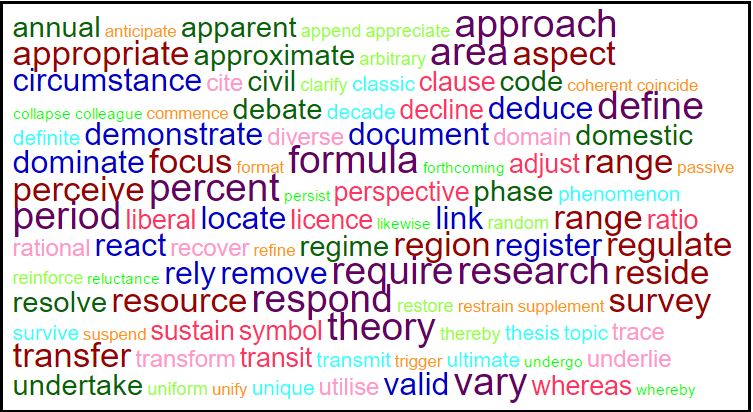 annual anticipate apparent append appreciate approach
appropriate approximate arbitrary area aspect
circumstance cite civil clarify classic clause code coherent coincide
collapse colleague commence debate decade decline deduce define
definite demonstrate diverse document domain domestic
dominate focus format formula forthcoming adjust range passive
perceive percent persist perspective phase phenomenon
period liberal locate licence likewise link random range ratio
rational react recover refine regime region register regulate
reinforce reluctance rely remove require research reside
resolve resource respond restore restrain supplement survey
survive suspend sustain symbol theory thereby thesis topic trace
transfer transform transit transmit trigger ultimate undergo underlie
undertake uniform unify unique utilise valid vary whereas whereby